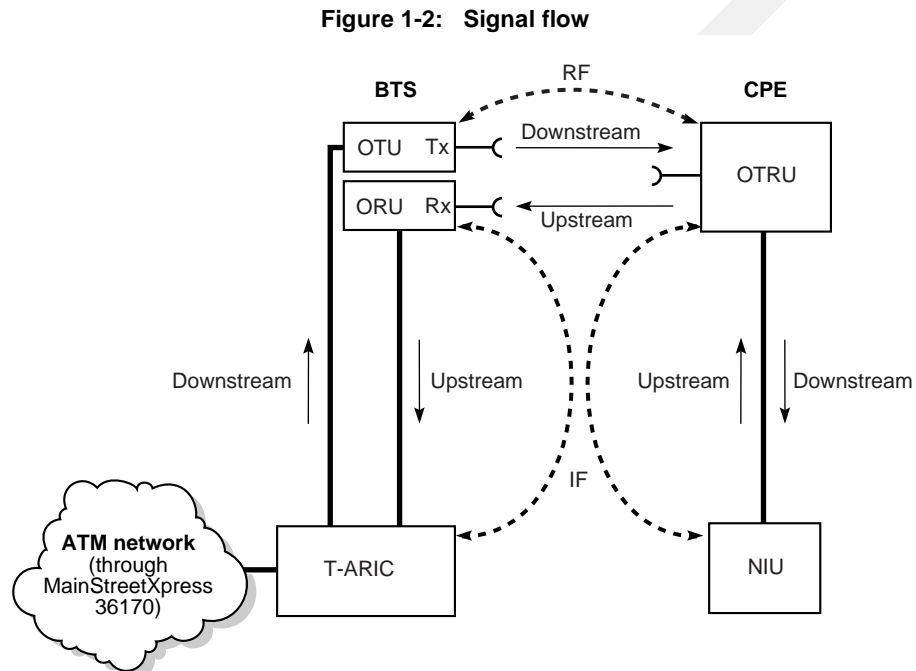 Figure 1-2: Signal flow
RF
BTS
CPE
OTU Tx
Downstream
OTRU
ORU Rx
Upstream
Downstream
Upstream
Upstream
Downstream
IF
ATM network
(through
MainStreetXpress
36170)
T-ARIC
NIU